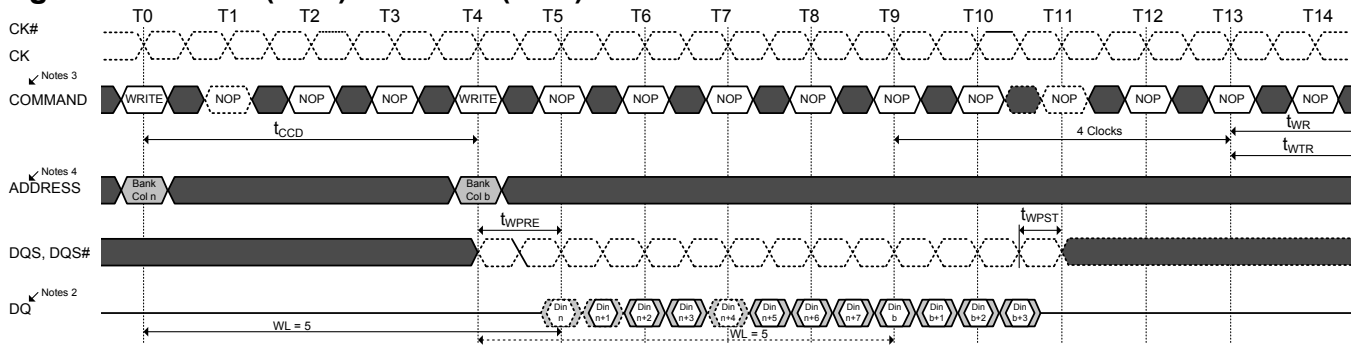 T0 T1 T2 T3 T4 T5 T6 T7 T8 T9 T10 T11 T12 T13 T14
CK#
CK
Notes 3
COMMAND WRITE NOP NOP NOP WRITE NOP NOP NOP NOP NOP NOP NOP NOP NOP NOP
tCCD 4 Clocks tWR
tWTR
Notes 4
ADDRESS Bank Col n Bank Col b
tWPRE tWPST
DQS, DQS#
Notes 2
DQ Din n Din n+1 Din n+2 Din n+3 Din n+4 Din n+5 Din n+6 Din n+7 Din b Din b+1 Din b+2 Din b+3
WL = 5 WL = 5